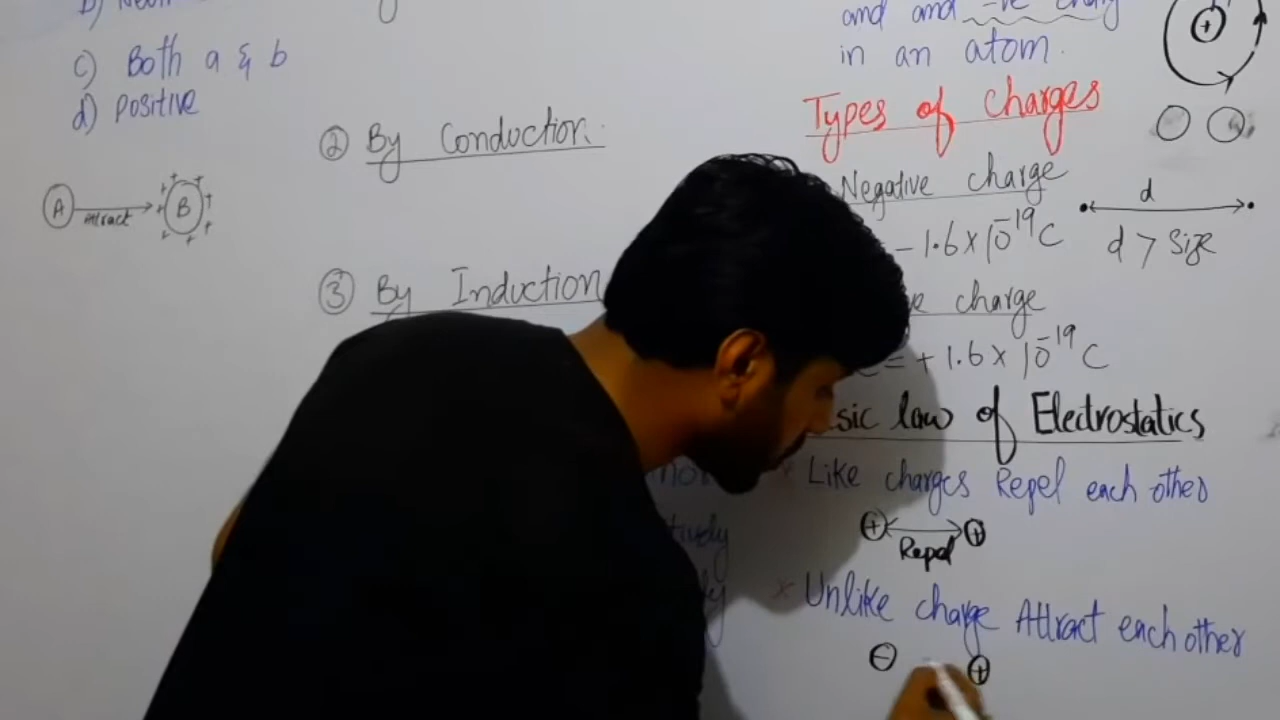 c) Both a & b
d) Positive
A Attract B
② By Conduction.
③ By Induction
and and -ve charg
in an atom.
Types of Charges
Negative charge
- 1.6 x 10⁻¹⁹ C
d
d > Size
charge
= + 1.6 x 10⁻¹⁹ C
law of Electrostatics
Like charges Repel each other
+ +
Repel
Unlike charge Attract each other
- +